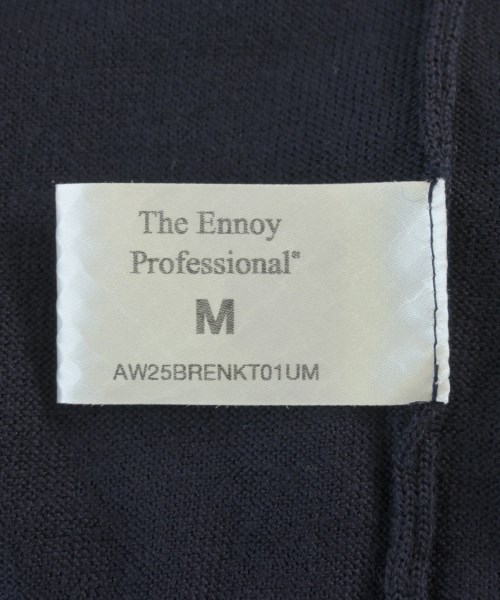 The Ennoy
Professional®
M
AW25BRENKT01UM